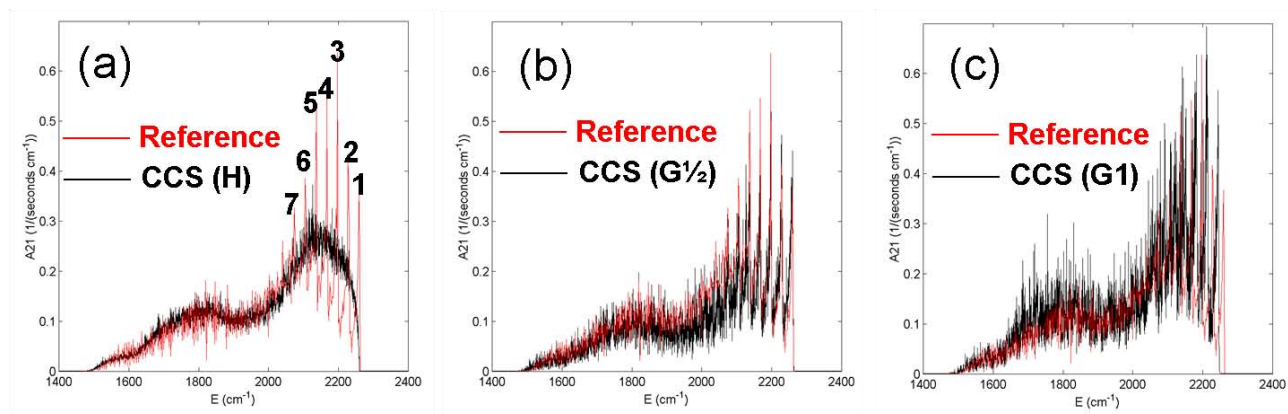 (a)
3
4
5
2
6
1
7
Reference
CCS (H)
0.6
0.5
0.4
0.3
0.2
0.1
0
A21 (1/(seconds cm⁻¹))
1400 1600 1800 2000 2200 2400
E (cm⁻¹)
(b)
Reference
CCS (G½)
0.6
0.5
0.4
0.3
0.2
0.1
0
A21 (1/(seconds cm⁻¹))
1400 1600 1800 2000 2200 2400
E (cm⁻¹)
(c)
Reference
CCS (G1)
0.6
0.5
0.4
0.3
0.2
0.1
0
A21 (1/(seconds cm⁻¹))
1400 1600 1800 2000 2200 2400
E (cm⁻¹)